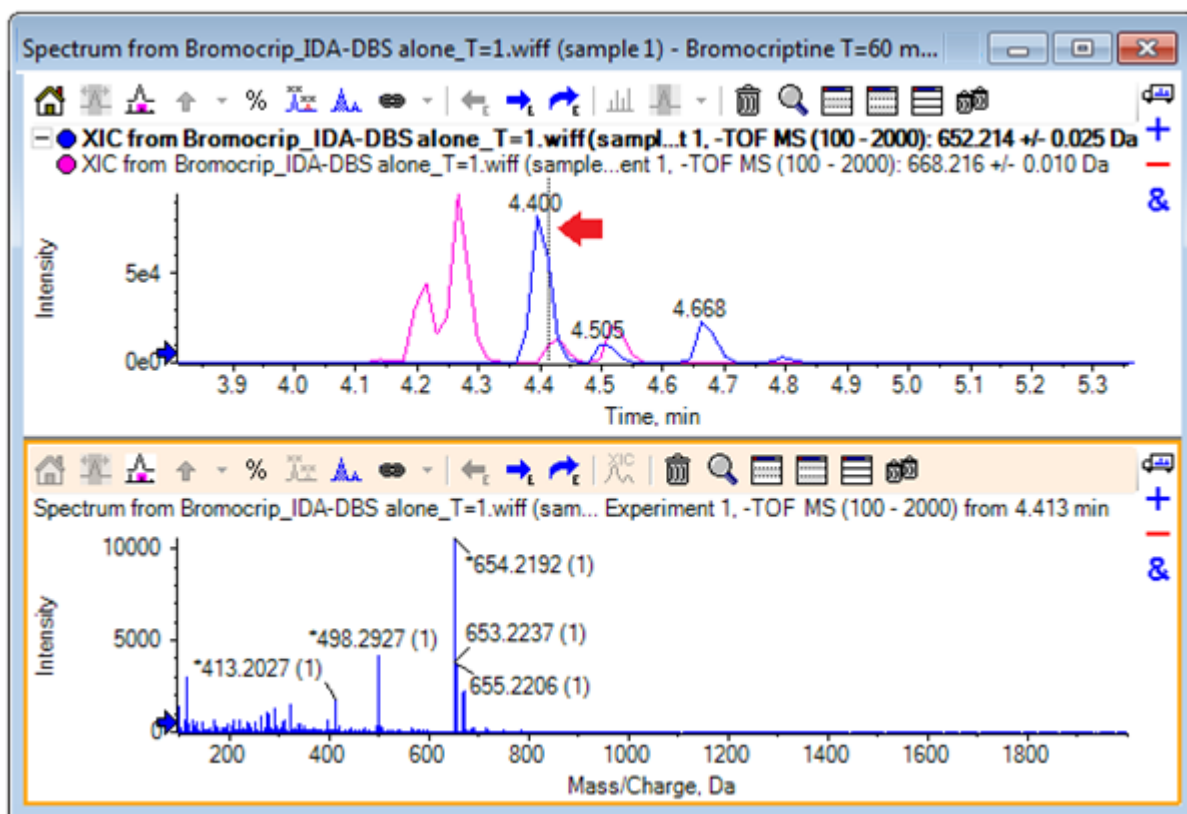 Spectrum from Bromocrip_IDA-DBS alone_T=1.wiff (sample 1) - Bromocriptine T=60 m...
%
XIC from Bromocrip_IDA-DBS alone_T=1.wiff (sampl...t 1, -TOF MS (100 - 2000): 652.214 +/- 0.025 Da
XIC from Bromocrip_IDA-DBS alone_T=1.wiff (sample...ent 1, -TOF MS (100 - 2000): 668.216 +/- 0.010 Da
&
Intensity
4.400
5e4
4.505
4.668
0e0
3.9 4.0 4.1 4.2 4.3 4.4 4.5 4.6 4.7 4.8 4.9 5.0 5.1 5.2 5.3
Time, min
%
XIC
Spectrum from Bromocrip_IDA-DBS alone_T=1.wiff (sam... Experiment 1, -TOF MS (100 - 2000) from 4.413 min
&
Intensity
10000
*654.2192 (1)
5000
*498.2927 (1)
653.2237 (1)
*413.2027 (1)
655.2206 (1)
0
200 400 600 800 1000 1200 1400 1600 1800
Mass/Charge, Da